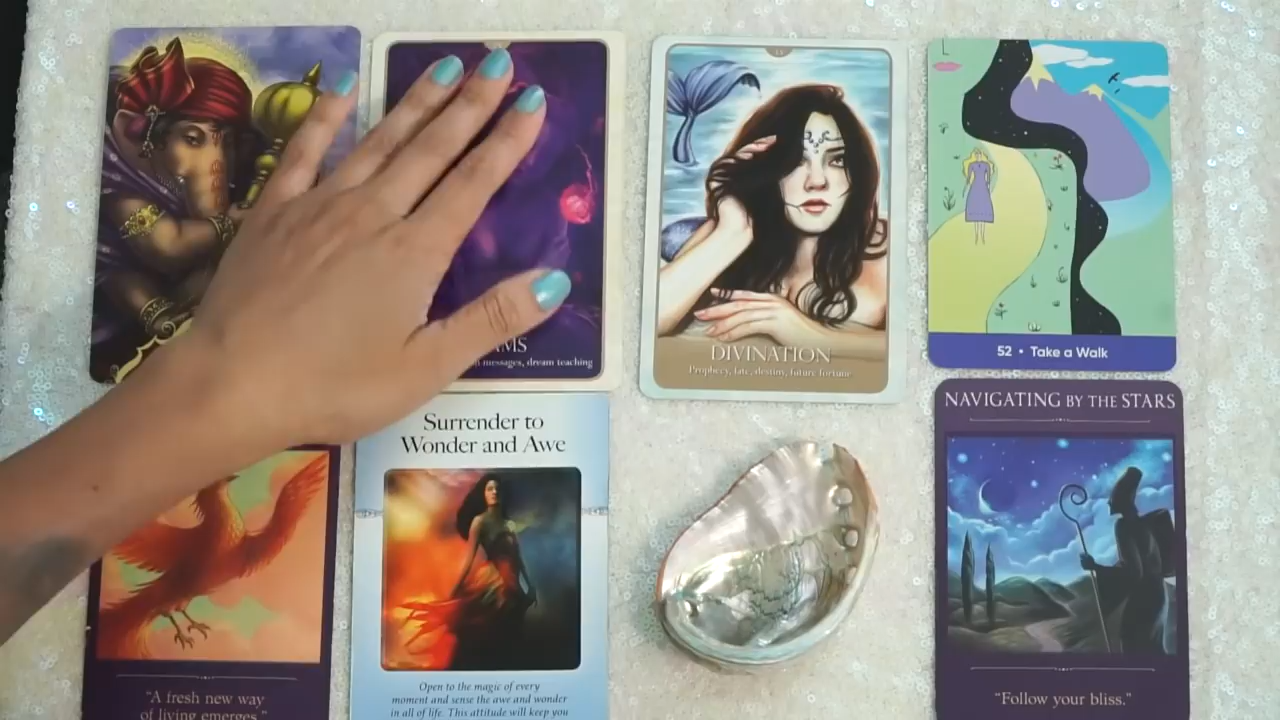 AMS
messages, dream teaching
DIVINATION
Prophecy, fate, destiny, future fortune
52 • Take a Walk
Surrender to
Wonder and Awe
NAVIGATING BY THE STARS
Open to the magic of every
moment and sense the awe and wonder
in all of life. This attitude will keep you
"A fresh new way
of living emerges."
"Follow your bliss."